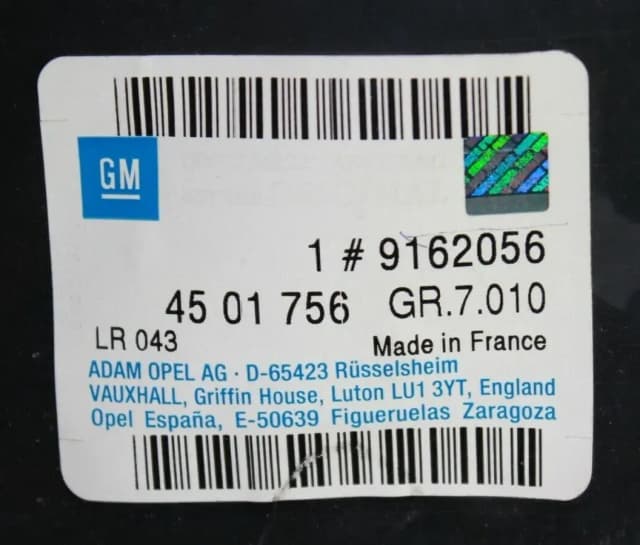 GM
1 # 9162056
45 01 756 GR.7.010
LR 043 Made in France
ADAM OPEL AG · D-65423 Rüsselsheim
VAUXHALL, Griffin House, Luton LU1 3YT, England
Opel España, E-50639 Figueruelas Zaragoza